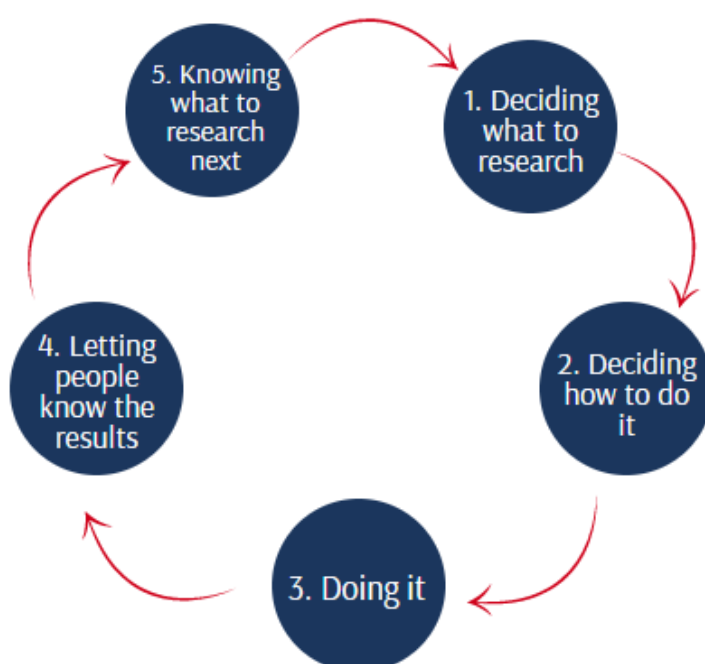 1. Deciding
what to
research
2. Deciding
how to do
it
3. Doing it
4. Letting
people
know the
results
5. Knowing
what to
research
next